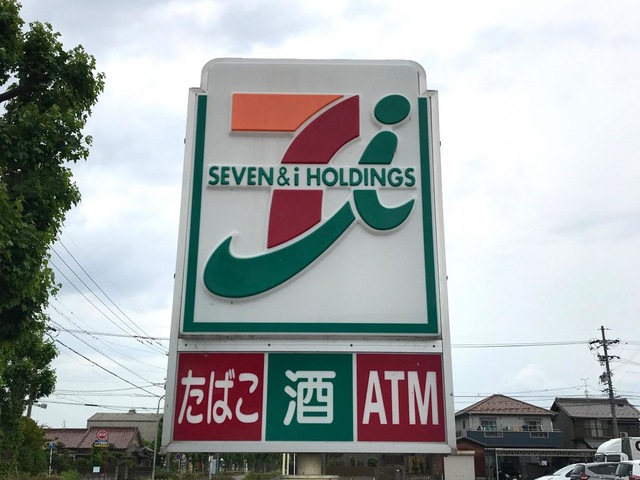 SEVEN&i HOLDINGS
たばこ 酒 ATM